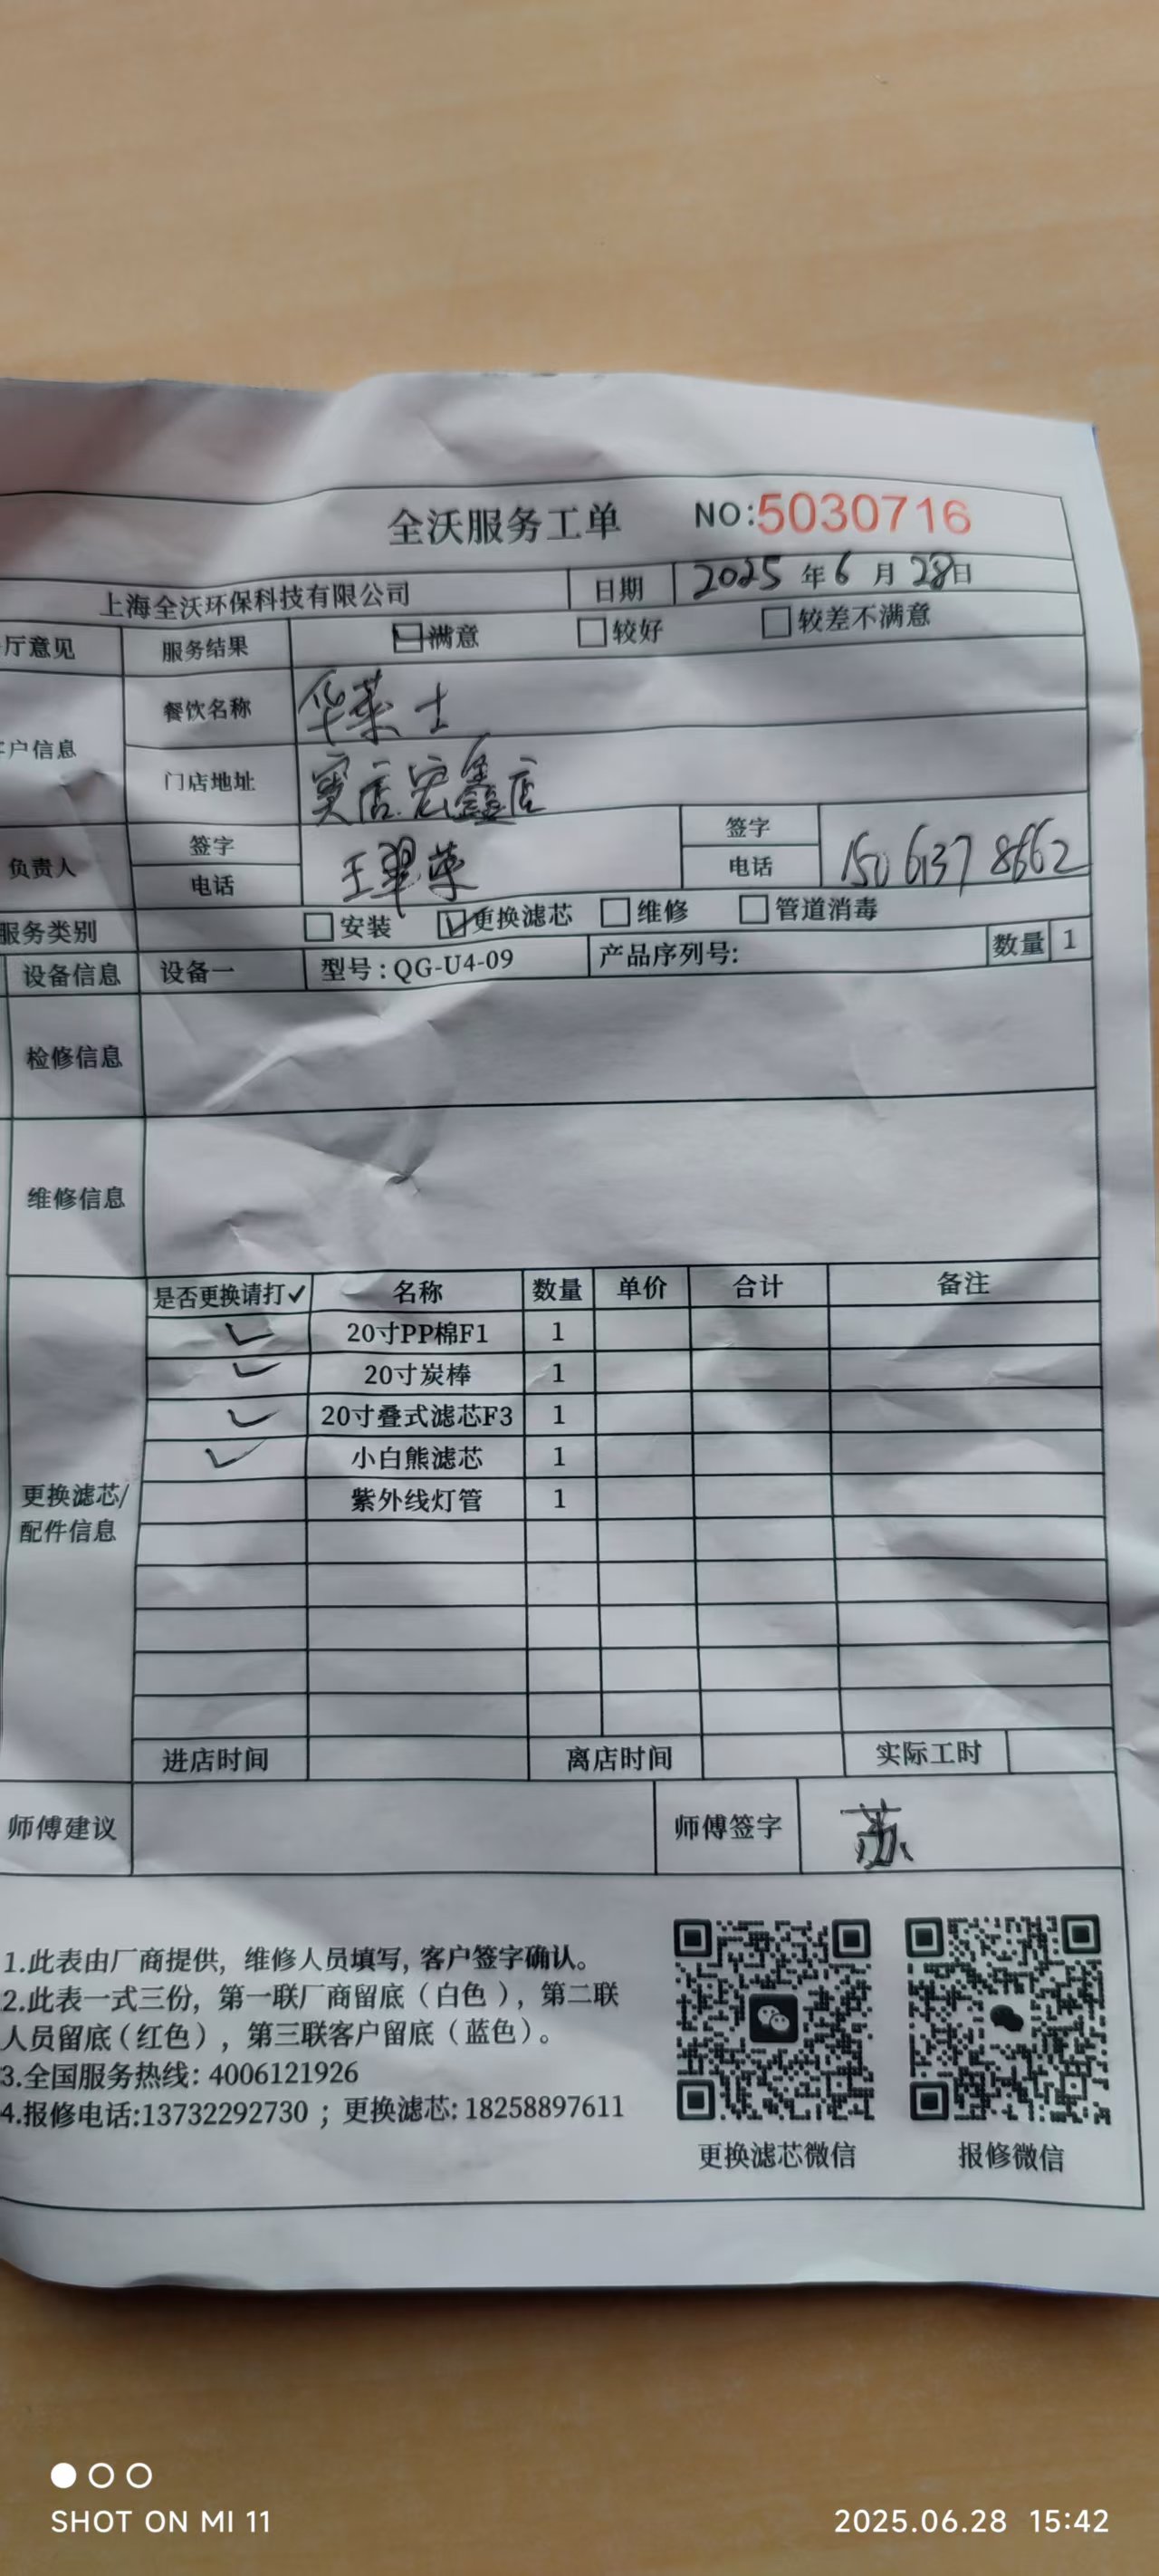 全沃服务工单 NO:5030716
上海全沃环保科技有限公司 日期 2025 年 6 月 28 日
厅意见 服务结果 满意 较好 较差不满意
户信息 餐饮名称 华莱士
门店地址 窦店宏鑫店
负责人 签字 王翠荣 签字
电话 电话 15061378662
服务类别 安装 更换滤芯 维修 管道消毒
设备信息 设备一 型号:QG-U4-09 产品序列号: 数量 1
检修信息
维修信息
是否更换请打✓ 名称 数量 单价 合计 备注
✓ 20寸PP棉F1 1
✓ 20寸炭棒 1
✓ 20寸叠式滤芯F3 1
✓ 小白熊滤芯 1
紫外线灯管 1
更换滤芯/
配件信息
进店时间 离店时间 实际工时
师傅建议 师傅签字 苏
1.此表由厂商提供, 维修人员填写, 客户签字确认。
2.此表一式三份, 第一联厂商留底（白色）, 第二联
人员留底（红色）, 第三联客户留底（蓝色）。
3.全国服务热线: 4006121926
4.报修电话:13732292730 ; 更换滤芯: 18258897611
更换滤芯微信 报修微信
SHOT ON MI 11 2025.06.28 15:42